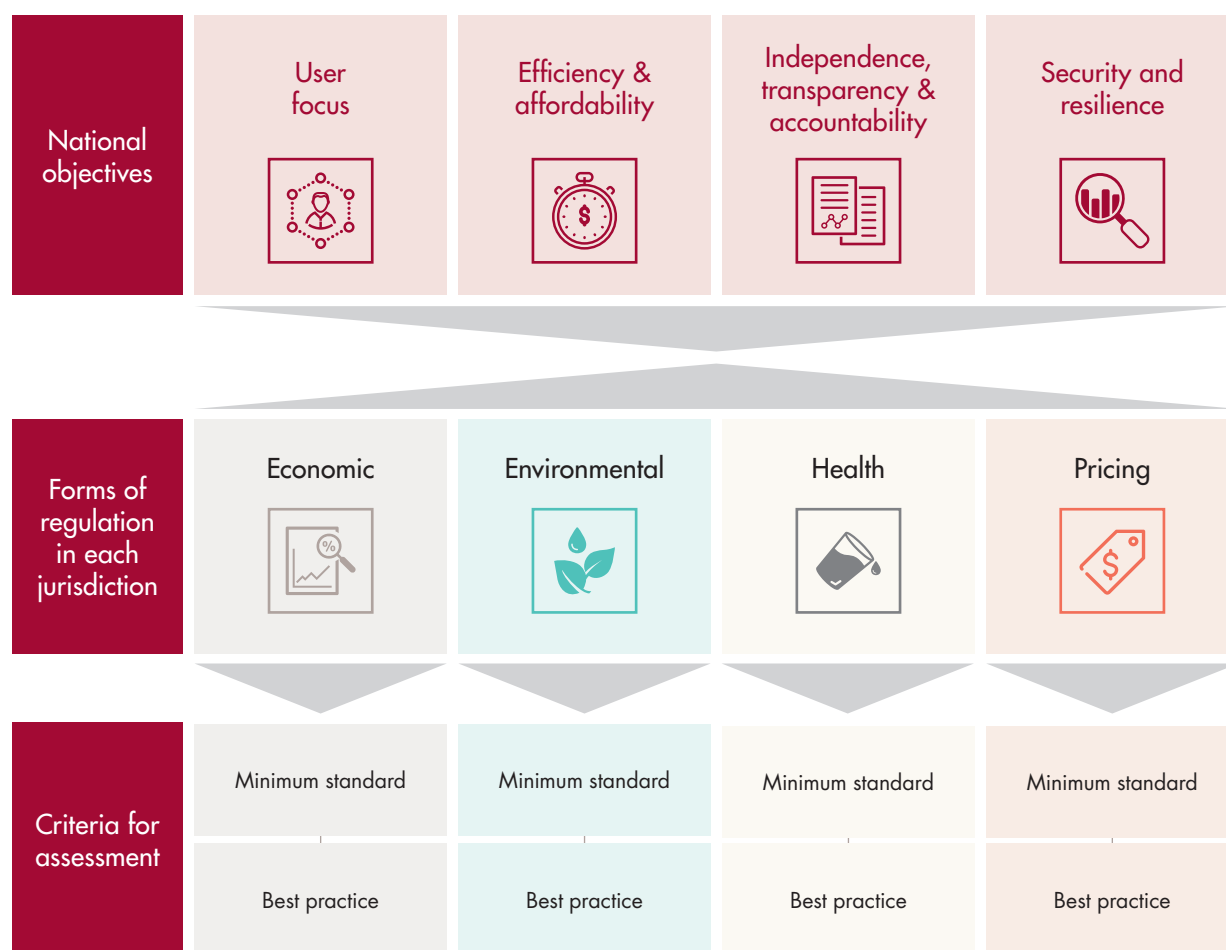 National
objectives
User
focus
Efficiency &
affordability
Independence,
transparency &
accountability
Security and
resilience
$
Forms of
regulation
in each
jurisdiction
Economic
Environmental
Health
Pricing
%
$
Criteria for
assessment
Minimum standard
Minimum standard
Minimum standard
Minimum standard
Best practice
Best practice
Best practice
Best practice